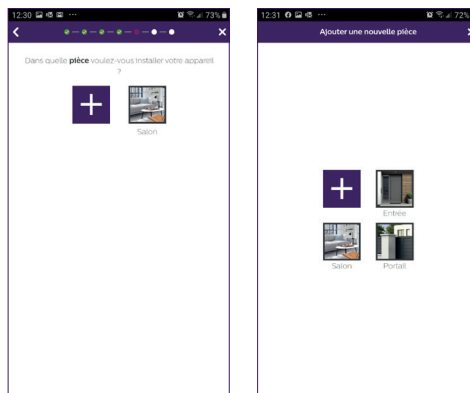 12:30 ... 73%
Dans quelle pièce voulez-vous installer votre appareil
?
Salon
12:31 ... 72%
Ajouter une nouvelle pièce
Entrée
Salon
Portail